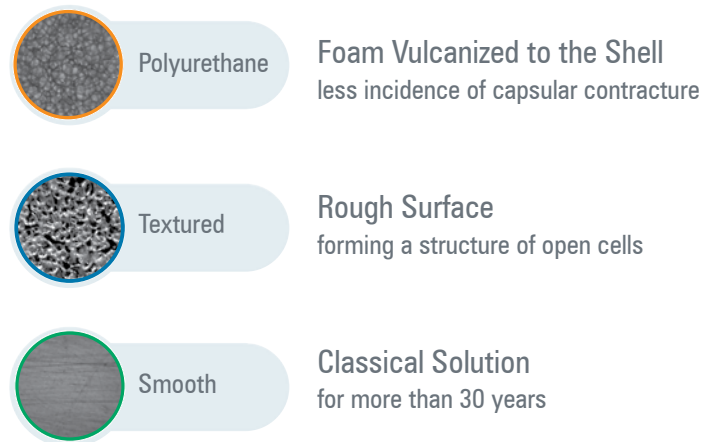 Polyurethane
Foam Vulcanized to the Shell
less incidence of capsular contracture
Textured
Rough Surface
forming a structure of open cells
Smooth
Classical Solution
for more than 30 years